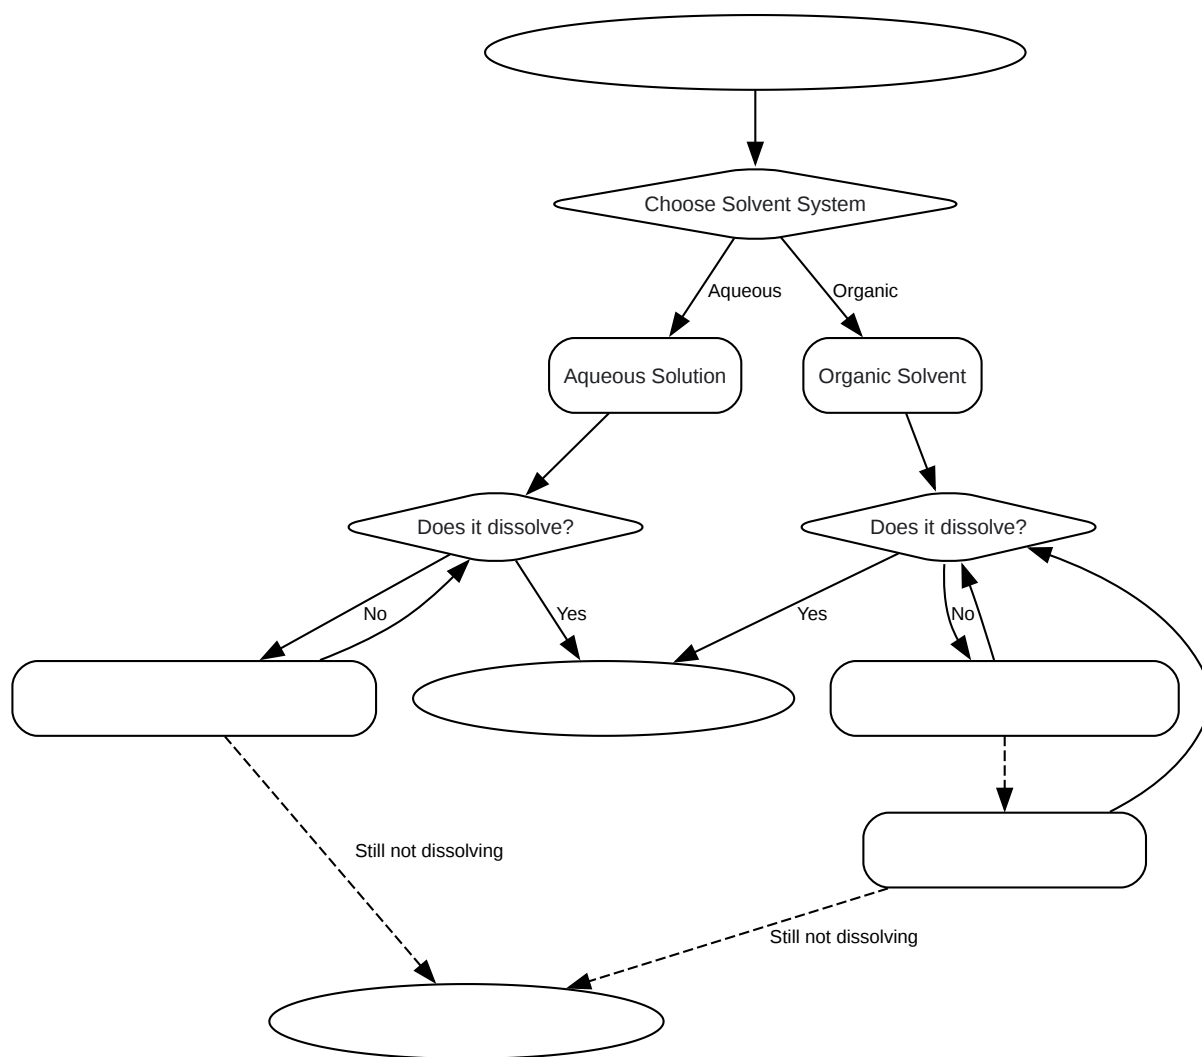 Choose Solvent System
Aqueous
Organic
Aqueous Solution
Organic Solvent
Does it dissolve?
Does it dissolve?
No
Yes
Yes
No
Still not dissolving
Still not dissolving